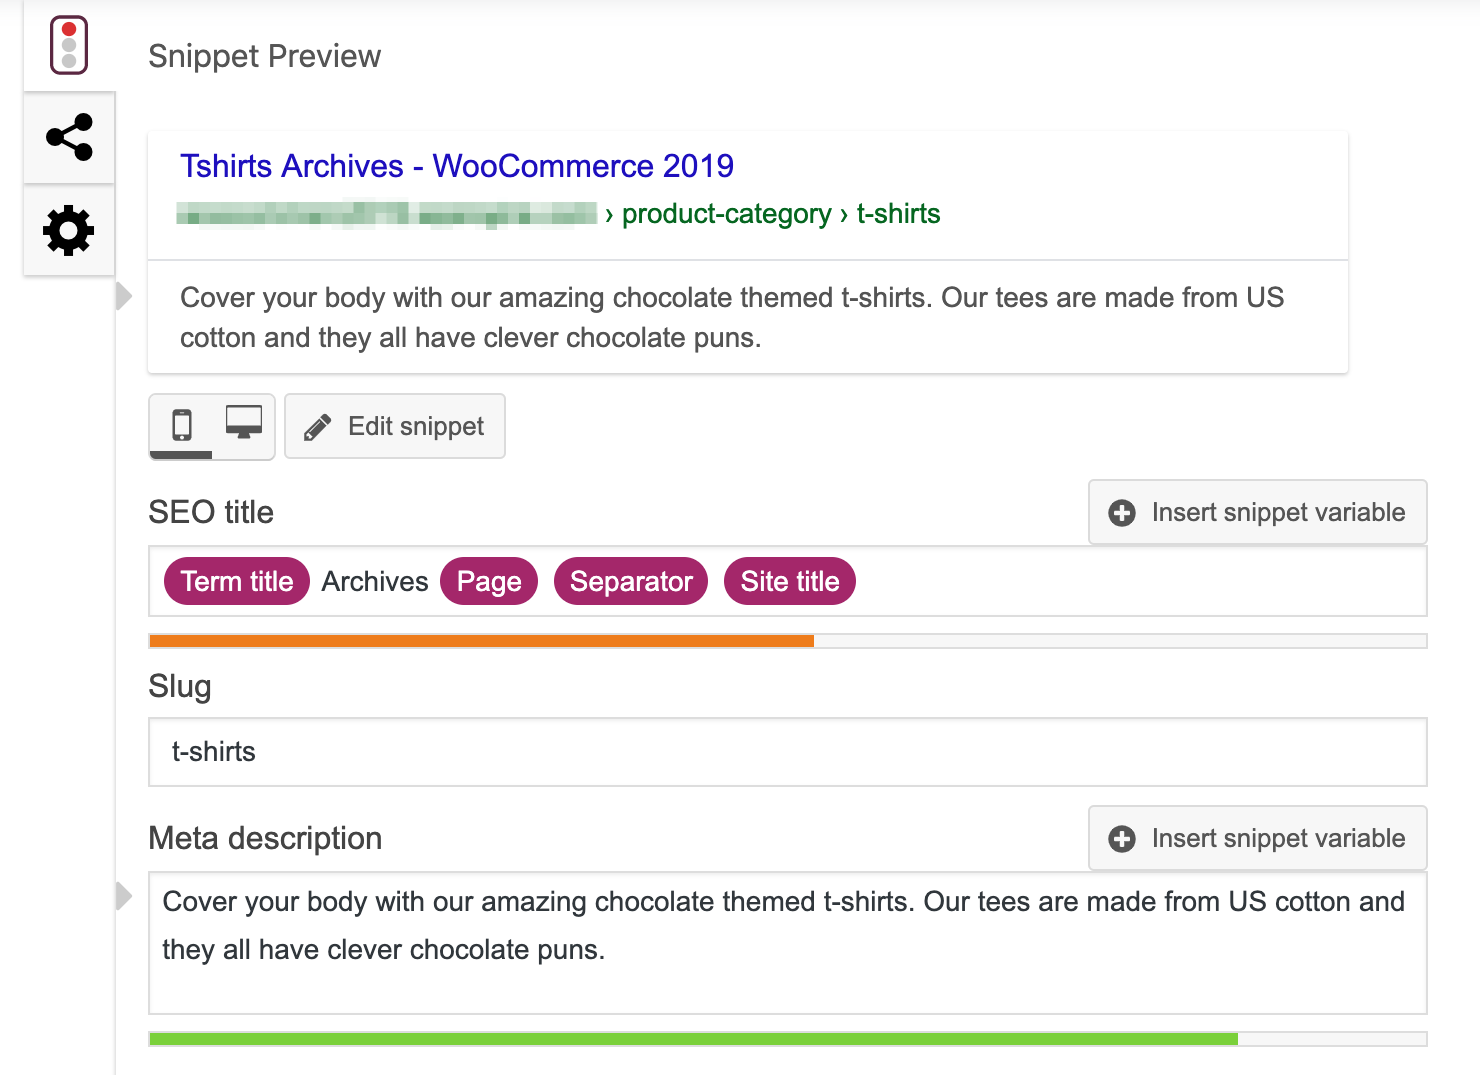 Snippet Preview
Tshirts Archives - WooCommerce 2019
› product-category › t-shirts
Cover your body with our amazing chocolate themed t-shirts. Our tees are made from US
cotton and they all have clever chocolate puns.
Edit snippet
SEO title
Insert snippet variable
Term title Archives Page Separator Site title
Slug
t-shirts
Meta description
Insert snippet variable
Cover your body with our amazing chocolate themed t-shirts. Our tees are made from US cotton and
they all have clever chocolate puns.